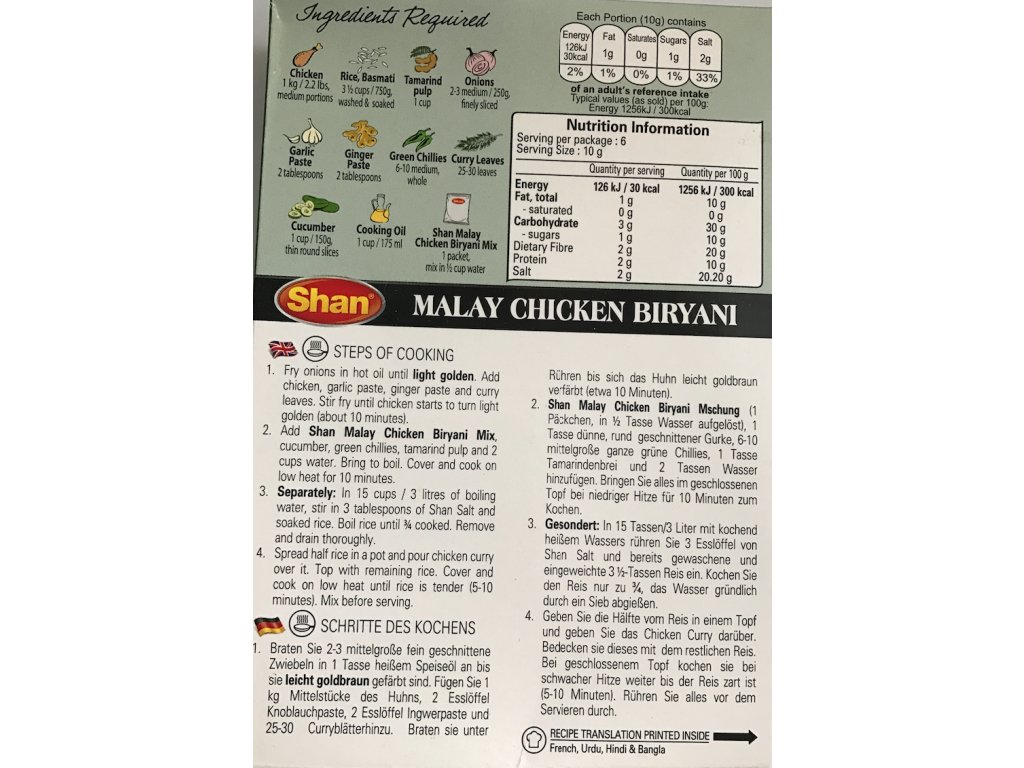 Ingredients Required
Chicken
1 kg / 2.2 lbs,
medium portions
Rice, Basmati
3 ½ cups / 750g,
washed & soaked
Tamarind
pulp
1 cup
Onions
2-3 medium / 250g,
finely sliced
Garlic
Paste
2 tablespoons
Ginger
Paste
2 tablespoons
Green Chillies
6-10 medium,
whole
Curry Leaves
25-30 leaves
Cucumber
1 cup / 150g,
thin round slices
Cooking Oil
1 cup / 175 ml
Shan Malay
Chicken Biryani Mix
1 packet,
mix in ½ cup water
Each Portion (10g) contains
Energy Fat Saturates Sugars Salt
126kJ
30kcal 1g 0g 1g 2g
2% 1% 0% 1% 33%
of an adult's reference intake
Typical values (as sold) per 100g:
Energy 1256kJ / 300kcal
Nutrition Information
Serving per package : 6
Serving Size : 10 g
Quantity per serving Quantity per 100 g
Energy 126 kJ / 30 kcal 1256 kJ / 300 kcal
Fat, total 1 g 10 g
- saturated 0 g 0 g
Carbohydrate 3 g 30 g
- sugars 1 g 10 g
Dietary Fibre 2 g 20 g
Protein 2 g 10 g
Salt 2 g 20.20 g
Shan®
MALAY CHICKEN BIRYANI
STEPS OF COOKING
1. Fry onions in hot oil until light golden. Add
chicken, garlic paste, ginger paste and curry
leaves. Stir fry until chicken starts to turn light
golden (about 10 minutes).
2. Add Shan Malay Chicken Biryani Mix,
cucumber, green chillies, tamarind pulp and 2
cups water. Bring to boil. Cover and cook on
low heat for 10 minutes.
3. Separately: In 15 cups / 3 litres of boiling
water, stir in 3 tablespoons of Shan Salt and
soaked rice. Boil rice until ¾ cooked. Remove
and drain thoroughly.
4. Spread half rice in a pot and pour chicken curry
over it. Top with remaining rice. Cover and
cook on low heat until rice is tender (5-10
minutes). Mix before serving.
SCHRITTE DES KOCHENS
1. Braten Sie 2-3 mittelgroße fein geschnittene
Zwiebeln in 1 Tasse heißem Speiseöl an bis
sie leicht goldbraun gefärbt sind. Fügen Sie 1
kg Mittelstücke des Huhns, 2 Esslöffel
Knoblauchpaste, 2 Esslöffel Ingwerpaste und
25-30 Curryblätterhinzu. Braten sie unter
Rühren bis sich das Huhn leicht goldbraun
verfärbt (etwa 10 Minuten).
2. Shan Malay Chicken Biryani Mschung (1
Päckchen, in ½ Tasse Wasser aufgelöst), 1
Tasse dünne, rund geschnittener Gurke, 6-10
mittelgroße ganze grüne Chillies, 1 Tasse
Tamarindenbrei und 2 Tassen Wasser
hinzufügen. Bringen Sie alles im geschlossenen
Topf bei niedriger Hitze für 10 Minuten zum
Kochen.
3. Gesondert: In 15 Tassen/3 Liter mit kochend
heißem Wassers rühren Sie 3 Esslöffel von
Shan Salt und bereits gewaschene und
eingeweichte 3 ½-Tassen Reis ein. Kochen Sie
den Reis nur zu ¾, das Wasser gründlich
durch ein Sieb abgießen.
4. Geben Sie die Hälfte vom Reis in einem Topf
und geben Sie das Chicken Curry darüber.
Bedecken sie dieses mit dem restlichen Reis.
Bei geschlossenem Topf kochen sie bei
schwacher Hitze weiter bis der Reis zart ist
(5-10 Minuten). Rühren Sie alles vor dem
Servieren durch.
RECIPE TRANSLATION PRINTED INSIDE
French, Urdu, Hindi & Bangla